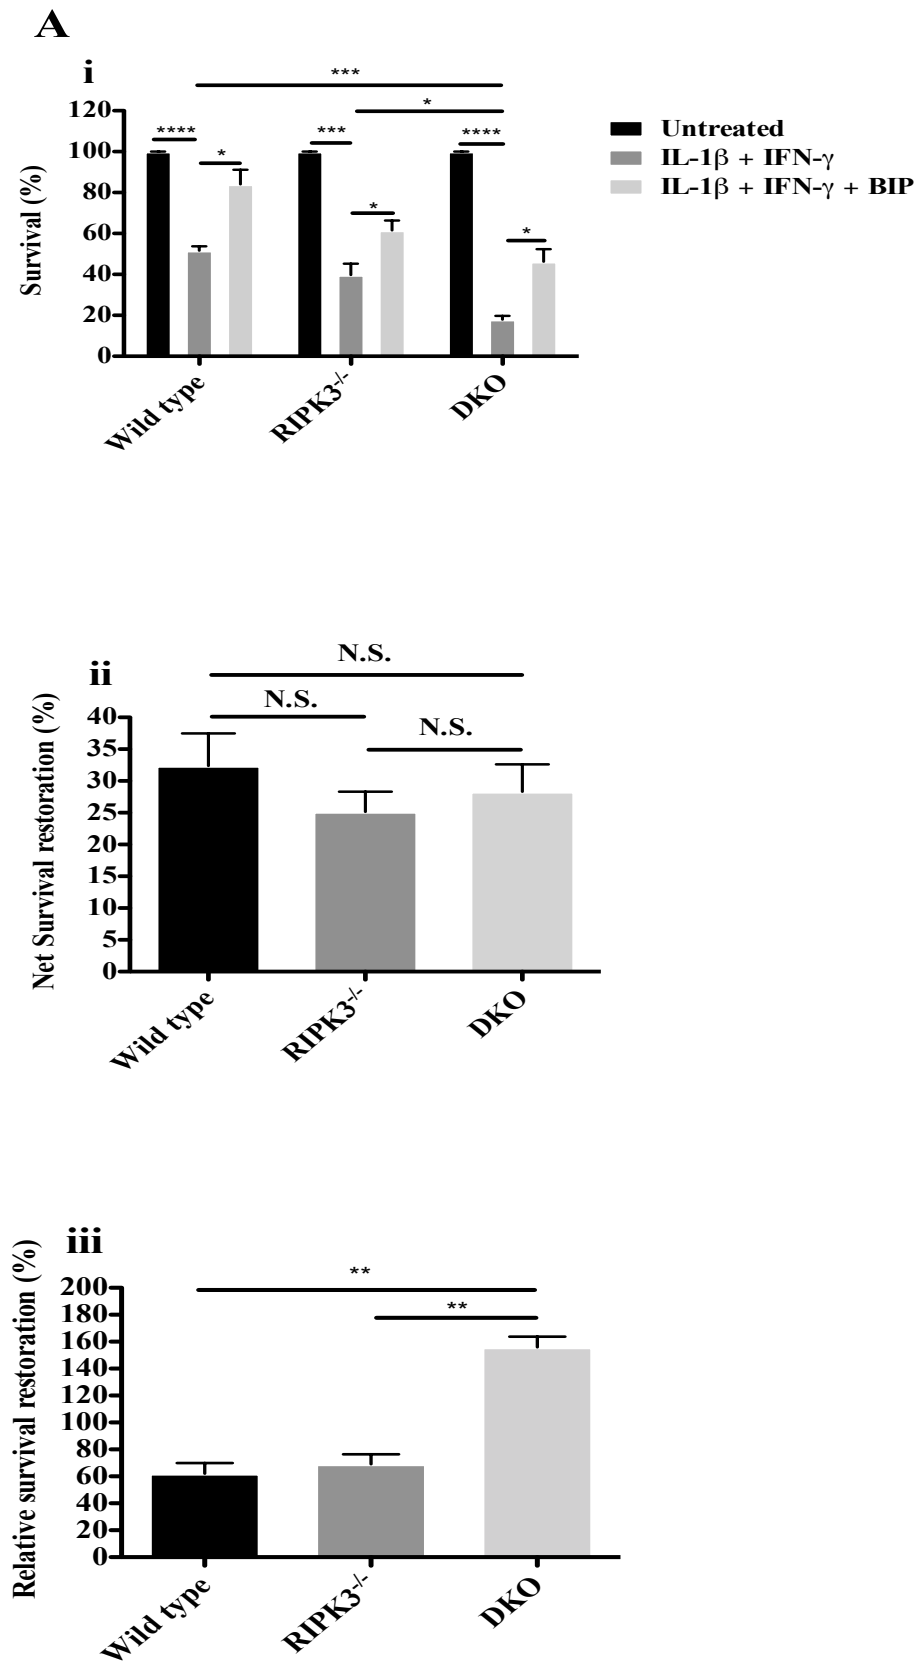 A
i
***
*
**** * *** * **** *
Untreated
IL-1β + IFN-γ
IL-1β + IFN-γ + BIP
Survival (%)
120
100
80
60
40
20
0
Wild type
RIPK3-/-
DKO
ii
N.S.
N.S.
N.S.
Net Survival restoration (%)
40
35
30
25
20
15
10
5
0
Wild type
RIPK3-/-
DKO
iii
**
**
Relative survival restoration (%)
200
180
160
140
120
100
80
60
40
20
0
Wild type
RIPK3-/-
DKO